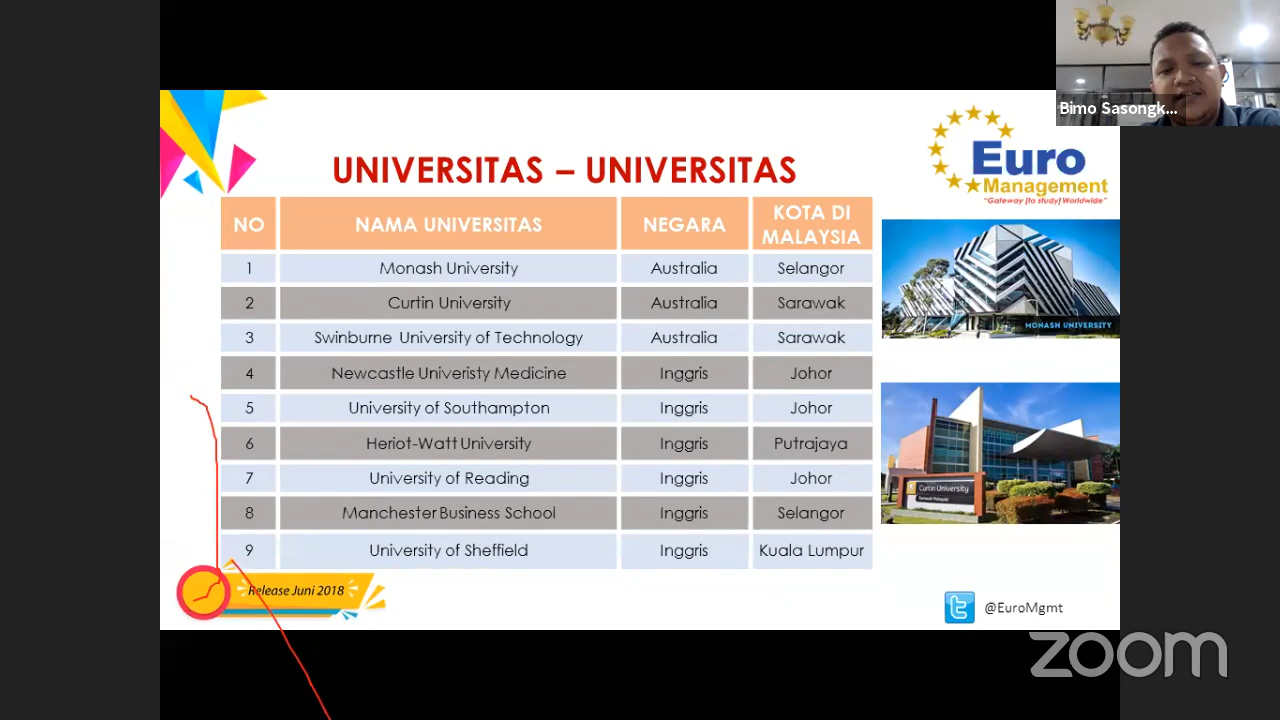 Bimo Sasongk...
Euro
Management
"Gateway [to study] Worldwide"
UNIVERSITAS – UNIVERSITAS
NO NAMA UNIVERSITAS NEGARA KOTA DI MALAYSIA
1 Monash University Australia Selangor
2 Curtin University Australia Sarawak
3 Swinburne University of Technology Australia Sarawak
4 Newcastle Univeristy Medicine Inggris Johor
5 University of Southampton Inggris Johor
6 Heriot-Watt University Inggris Putrajaya
7 University of Reading Inggris Johor
8 Manchester Business School Inggris Selangor
9 University of Sheffield Inggris Kuala Lumpur
MONASH UNIVERSITY
Curtin University
Sarawak Malaysia
Release Juni 2018
@EuroMgmt
zoom